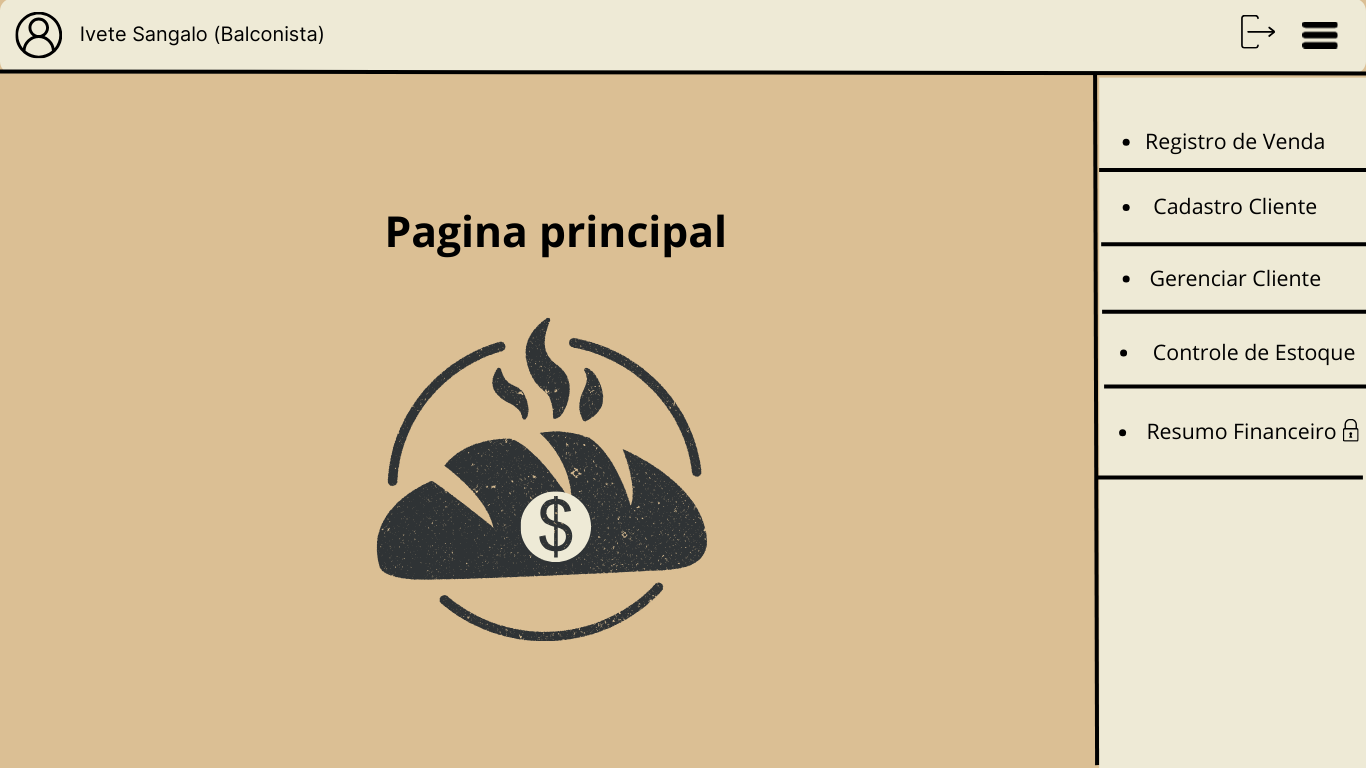 Ivete Sangalo (Balconista)
Pagina principal
$
• Registro de Venda
• Cadastro Cliente
• Gerenciar Cliente
• Controle de Estoque
• Resumo Financeiro